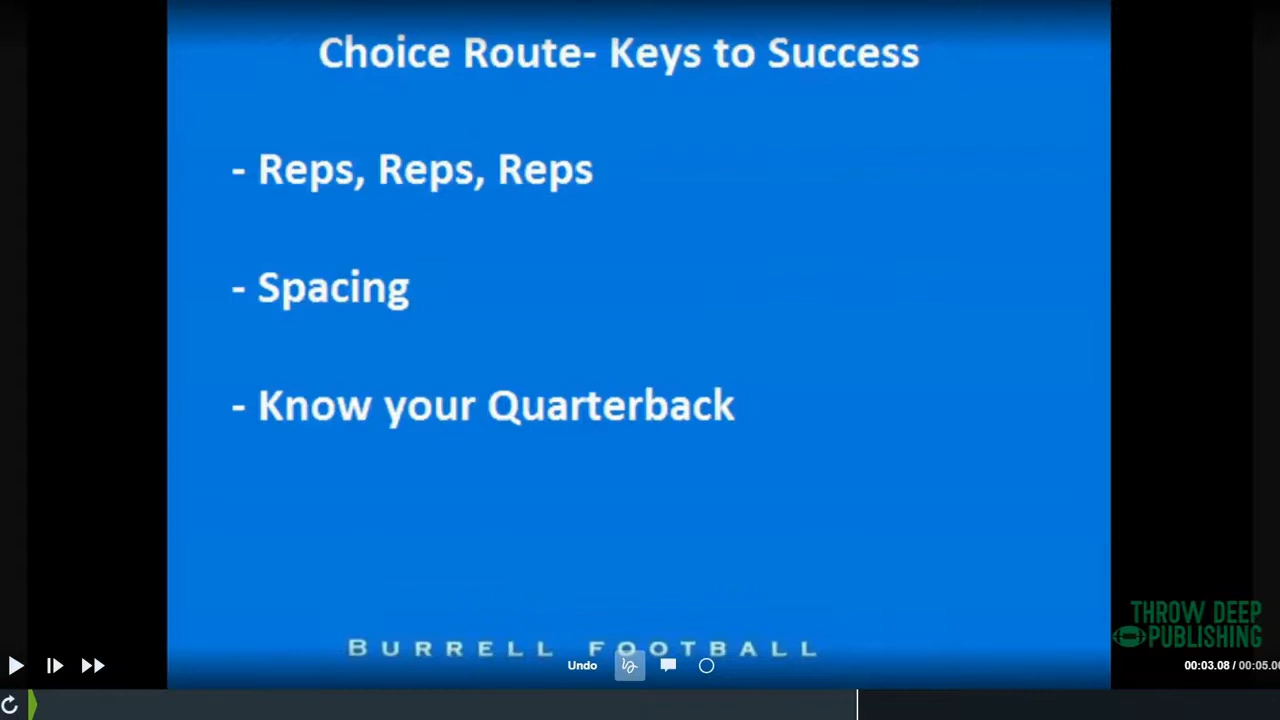 Choice Route- Keys to Success
- Reps, Reps, Reps
- Spacing
- Know your Quarterback
BURRELL FOOTBALL
THROW DEEP
PUBLISHING
Undo
00:03.08 / 00:05.0